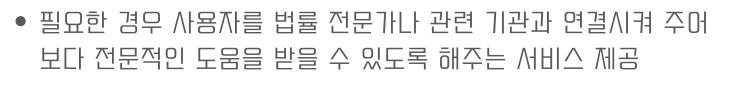 • 필요한 경우 사용자를 법률 전문가나 관련 기관과 연결시켜 주어
보다 전문적인 도움을 받을 수 있도록 해주는 서비스 제공